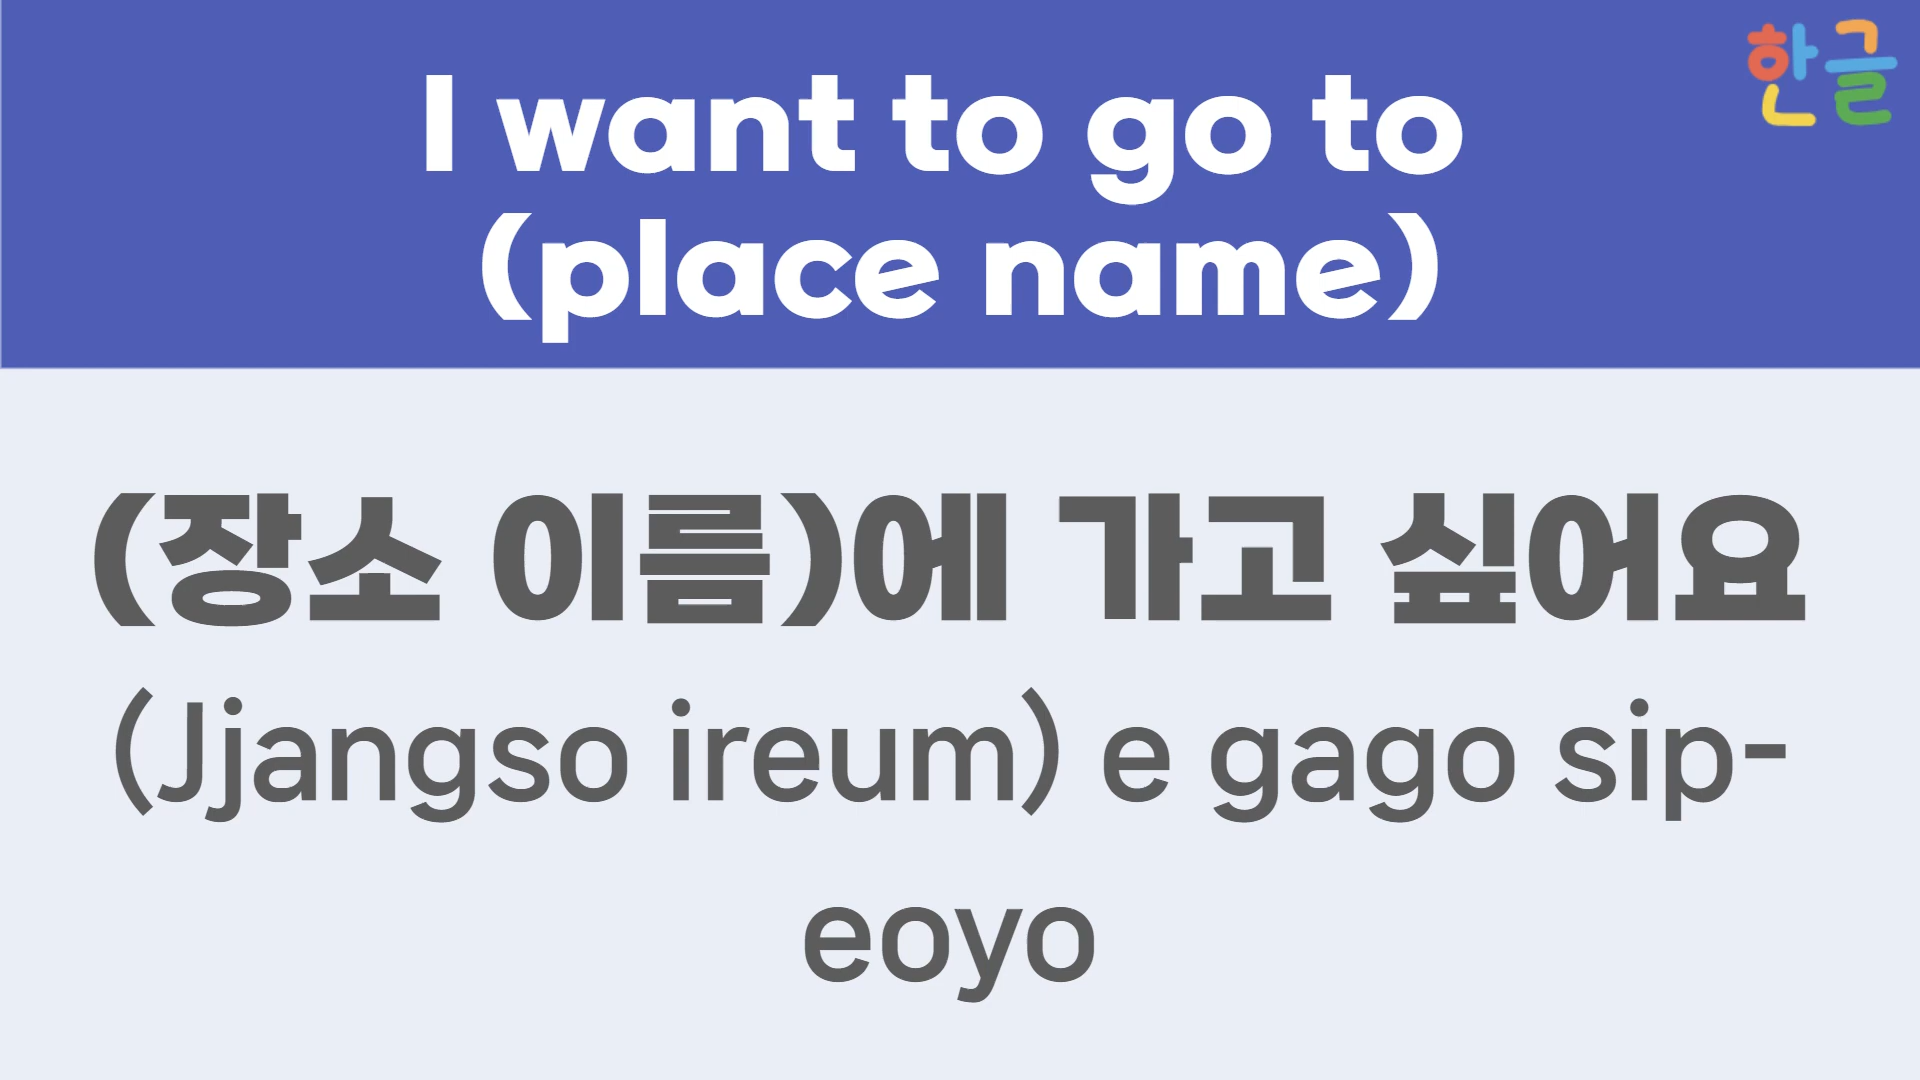 한글
I want to go to
(place name)
(장소 이름)에 가고 싶어요
(Jjangso ireum) e gago sip-
eoyo